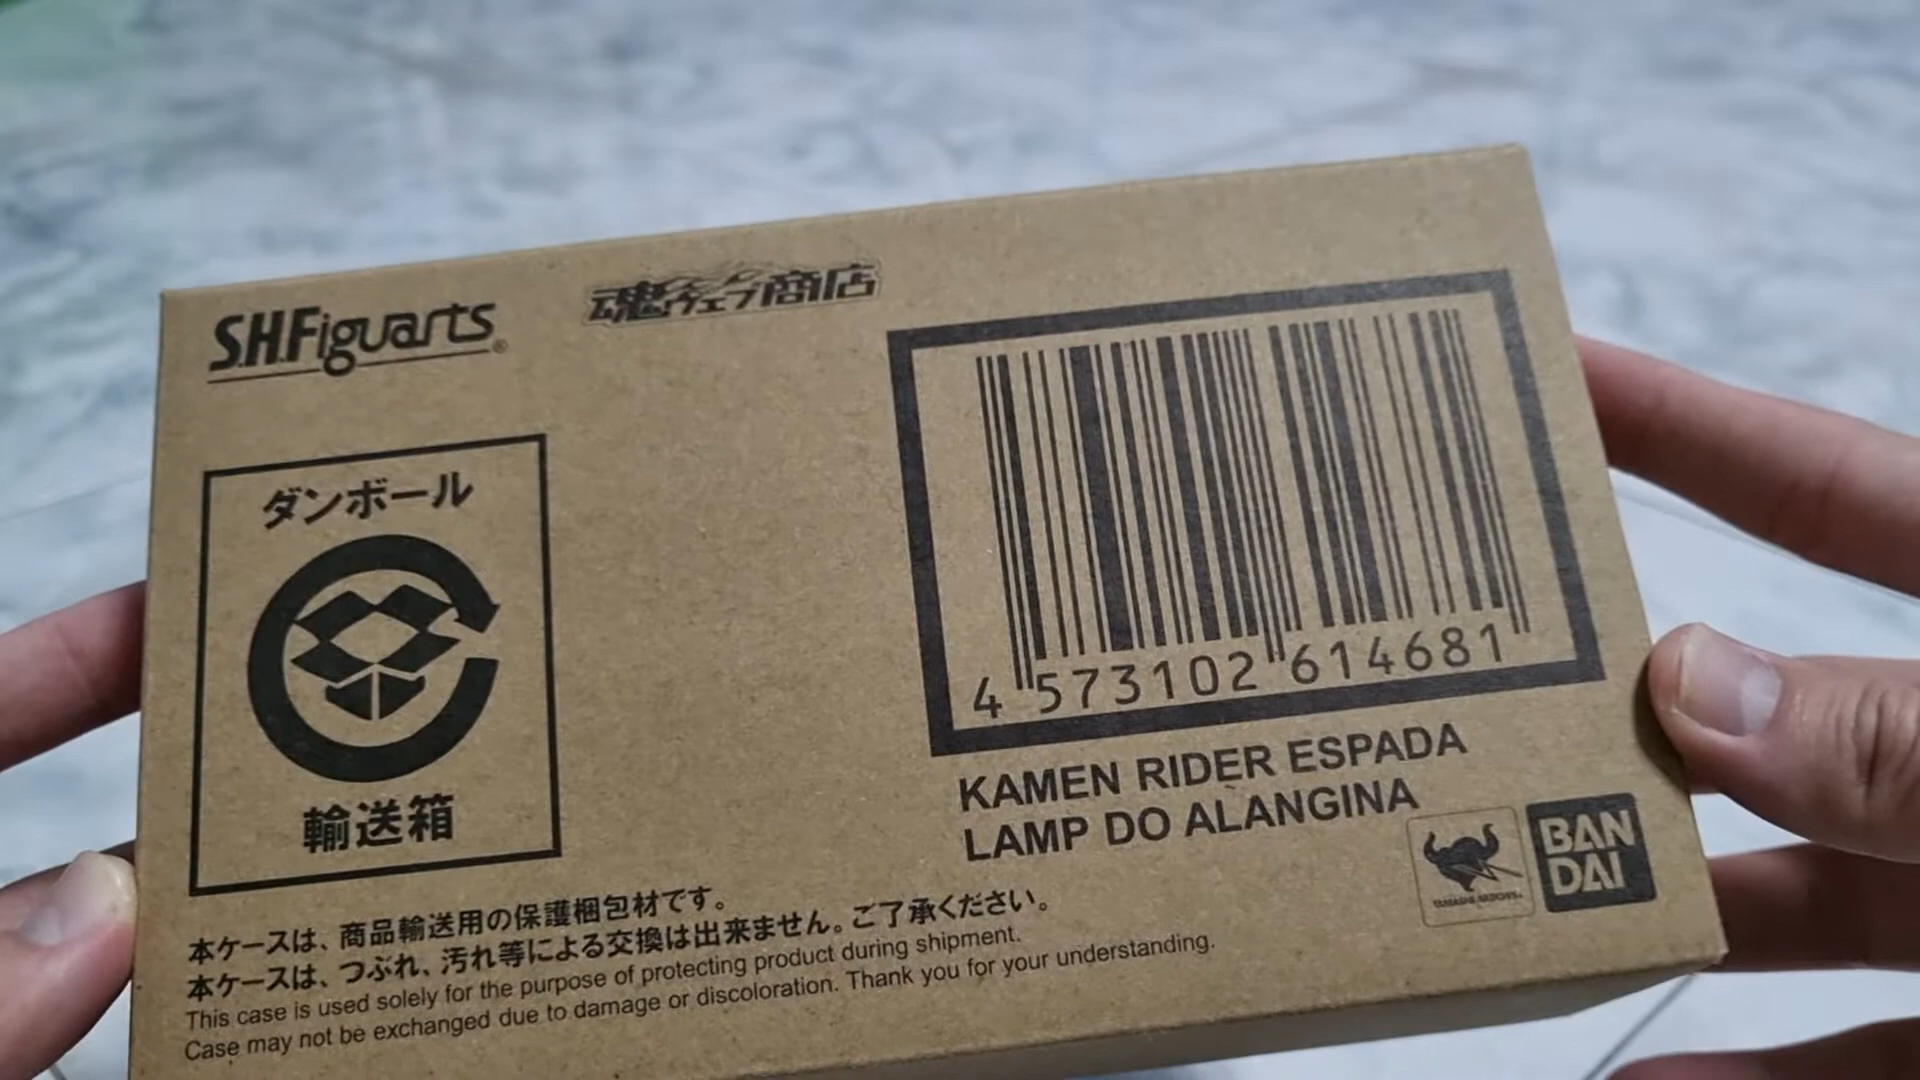 S.H.Figuarts
魂ウェブ商店
ダンボール
輸送箱
4 573102 614681
KAMEN RIDER ESPADA
LAMP DO ALANGINA
TAMASHII NATIONS
BAN
DAI
本ケースは、商品輸送用の保護梱包材です。
本ケースは、つぶれ、汚れ等による交換は出来ません。ご了承ください。
This case is used solely for the purpose of protecting product during shipment.
Case may not be exchanged due to damage or discoloration. Thank you for your understanding.